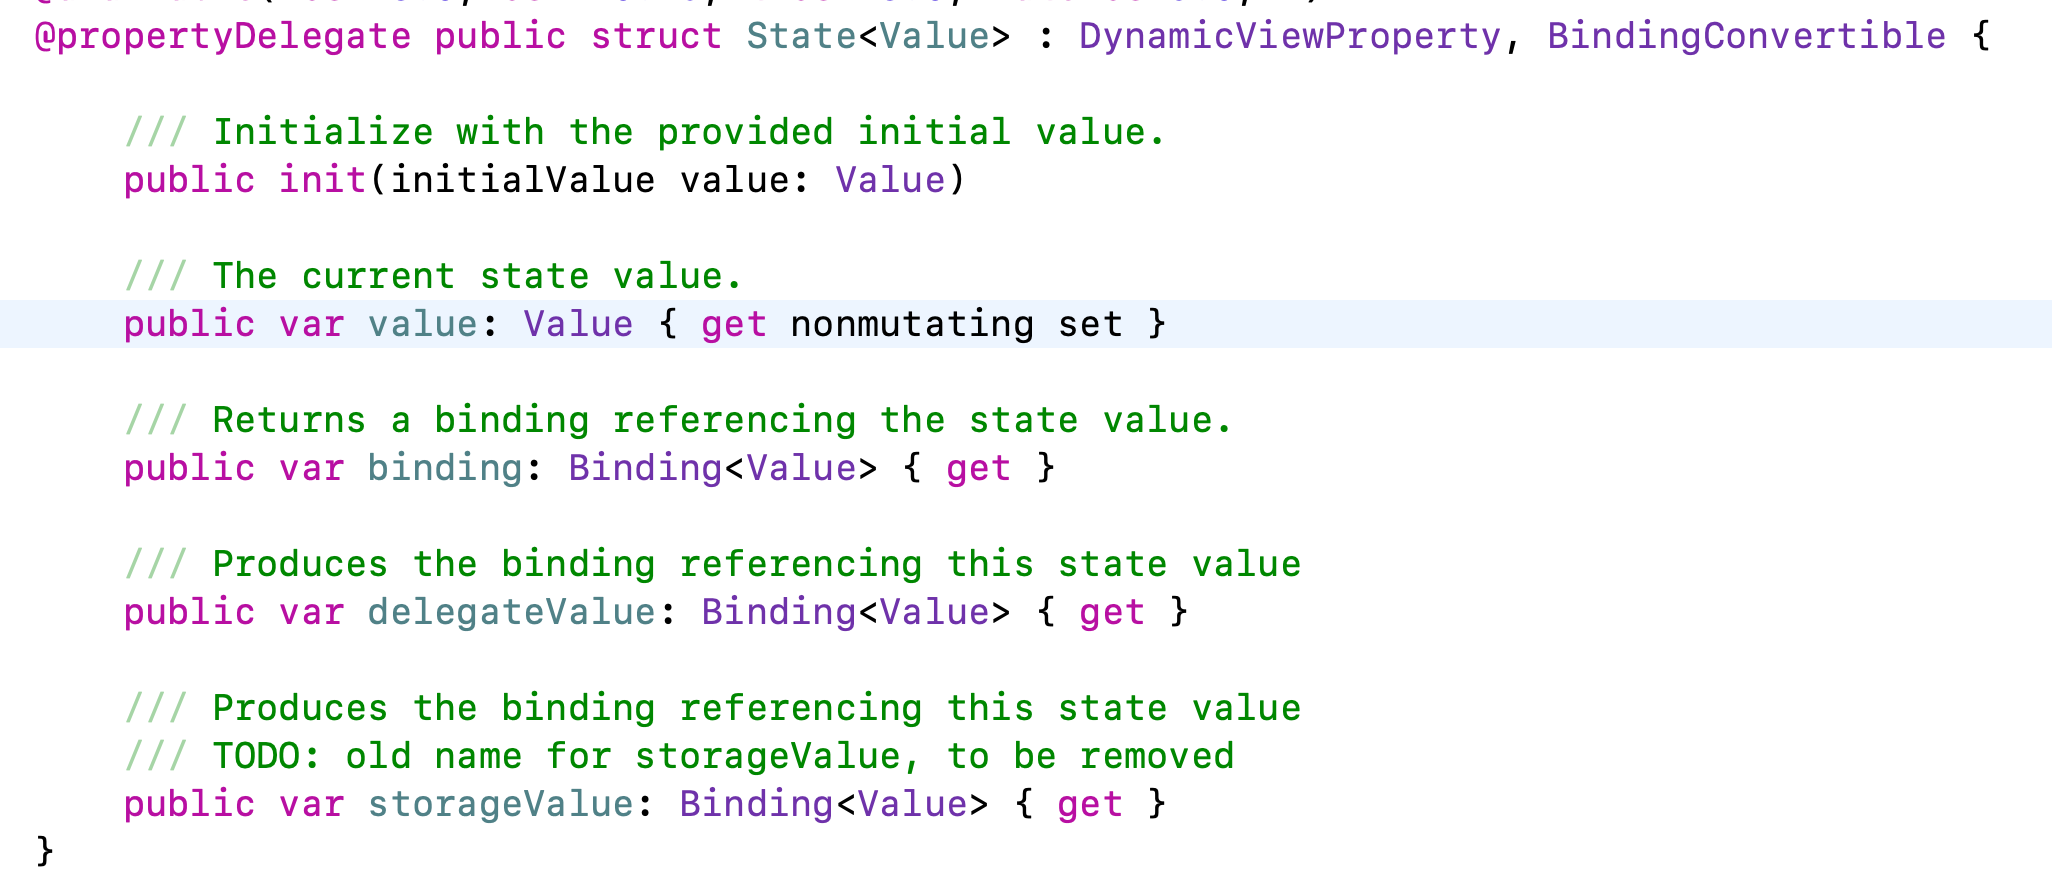 @propertyDelegate public struct State<Value> : DynamicViewProperty, BindingConvertible {
/// Initialize with the provided initial value.
public init(initialValue value: Value)
/// The current state value.
public var value: Value { get nonmutating set }
/// Returns a binding referencing the state value.
public var binding: Binding<Value> { get }
/// Produces the binding referencing this state value
public var delegateValue: Binding<Value> { get }
/// Produces the binding referencing this state value
/// TODO: old name for storageValue, to be removed
public var storageValue: Binding<Value> { get }
}